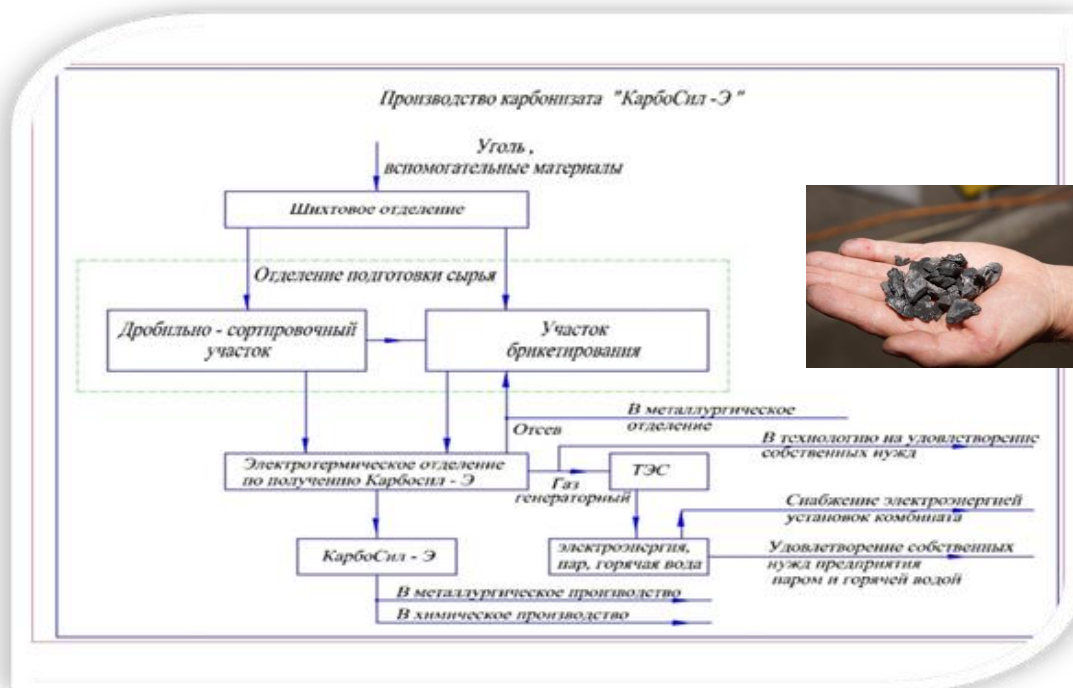 Производство карбонизата "КарбоСил -Э "
Уголь ,
вспомогательные материалы
Шихтовое отделение
Отделение подготовки сырья
Дробильно - сортировочный
участок
Участок
брикетирования
В металлургическое
отделение
Отсев
В технологию на удовлетворение
собственных нужд
Электротермическое отделение
по получению Карбосил - Э
ТЭС
Газ
генераторный
Снабжение электроэнергией
установок комбината
КарбоСил - Э
электроэнергия,
пар, горячая вода
Удовлетворение собственных
нужд предприятия
паром и горячей водой
В металлургическое производство
В химическое производство